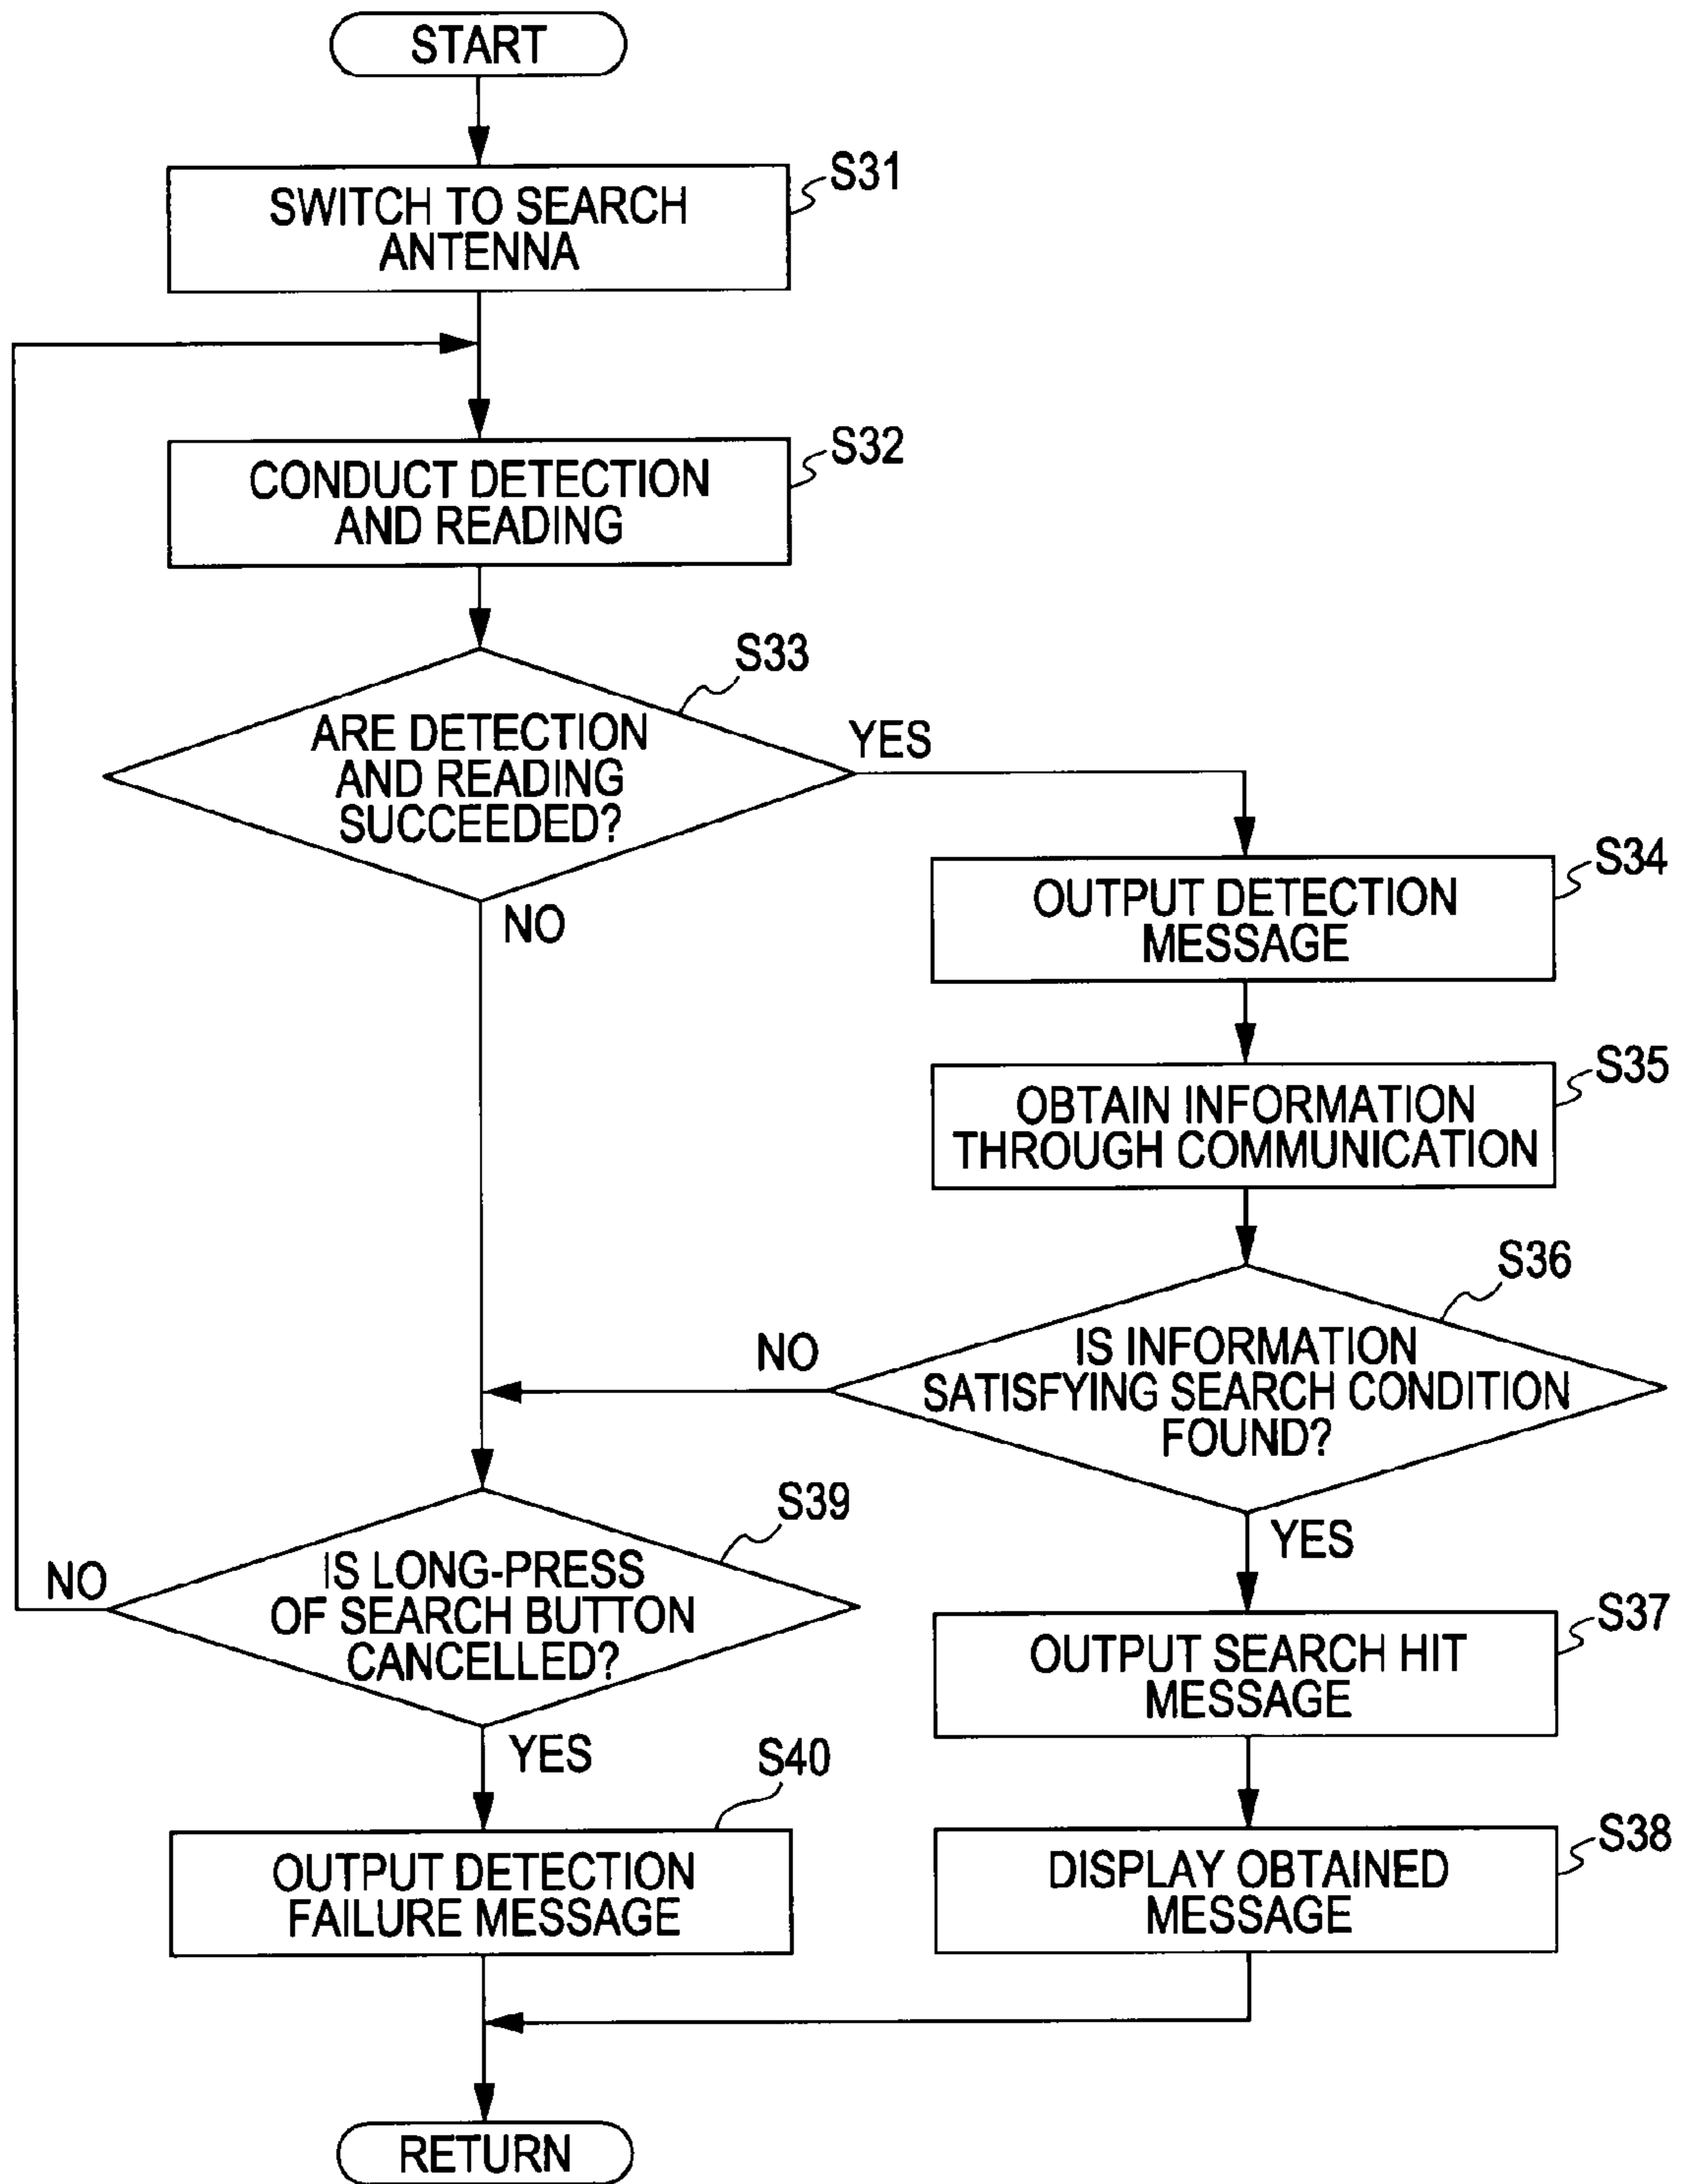 START
S31
SWITCH TO SEARCH
ANTENNA
S32
CONDUCT DETECTION
AND READING
S33
ARE DETECTION
AND READING
SUCCEEDED?
YES
NO
S34
OUTPUT DETECTION
MESSAGE
S35
OBTAIN INFORMATION
THROUGH COMMUNICATION
S36
IS INFORMATION
SATISFYING SEARCH CONDITION
FOUND?
NO
YES
S37
OUTPUT SEARCH HIT
MESSAGE
S38
DISPLAY OBTAINED
MESSAGE
S39
IS LONG-PRESS
OF SEARCH BUTTON
CANCELLED?
NO
YES
S40
OUTPUT DETECTION
FAILURE MESSAGE
RETURN